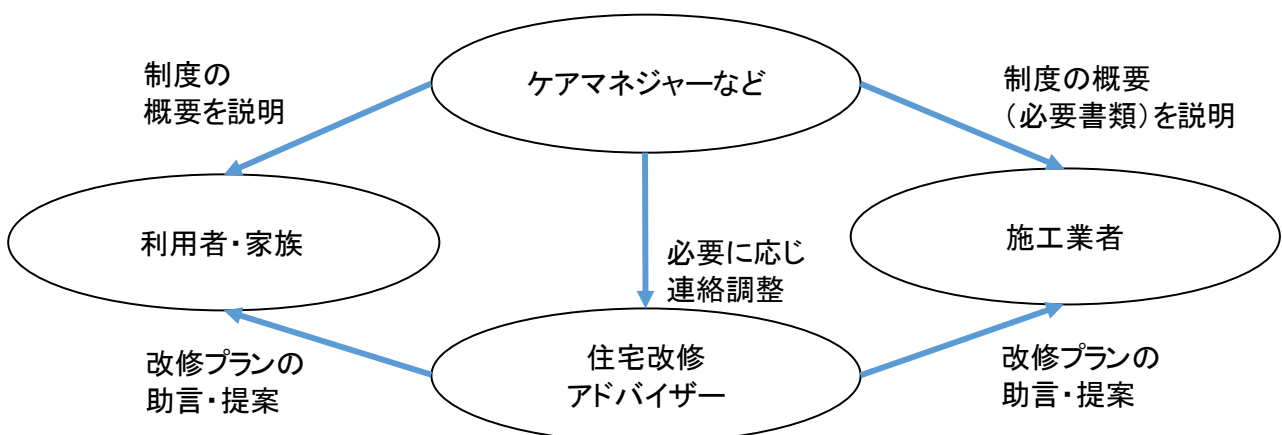 ケアマネジャーなど
制度の
概要を説明
制度の概要
（必要書類）を説明
利用者・家族
施工業者
必要に応じ
連絡調整
改修プランの
助言・提案
住宅改修
アドバイザー
改修プランの
助言・提案